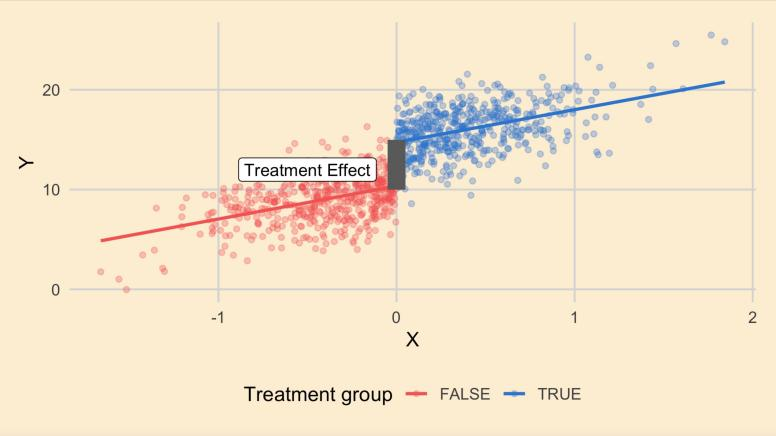 20
10
0
Y
Treatment Effect
-1
0
1
2
X
Treatment group
FALSE
TRUE